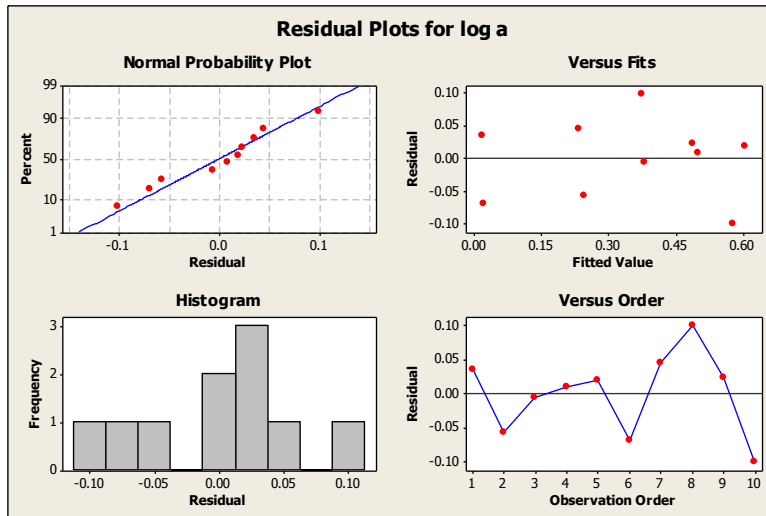 Residual Plots for log a
Normal Probability Plot
Versus Fits
99
90
50
10
1
Percent
-0.1 0.0 0.1
Residual
0.10
0.05
0.00
-0.05
-0.10
Residual
0.00 0.15 0.30 0.45 0.60
Fitted Value
Histogram
Versus Order
3
2
1
0
Frequency
-0.10 -0.05 0.00 0.05 0.10
Residual
0.10
0.05
0.00
-0.05
-0.10
Residual
1 2 3 4 5 6 7 8 9 10
Observation Order